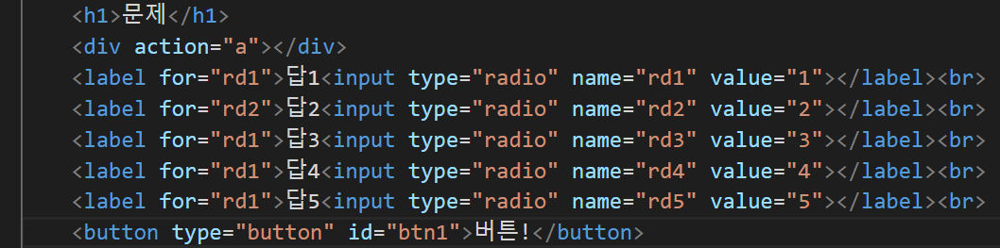 <h1>문제</h1>
<div action="a"></div>
<label for="rd1">답1<input type="radio" name="rd1" value="1"></label><br>
<label for="rd2">답2<input type="radio" name="rd2" value="2"></label><br>
<label for="rd1">답3<input type="radio" name="rd3" value="3"></label><br>
<label for="rd1">답4<input type="radio" name="rd4" value="4"></label><br>
<label for="rd1">답5<input type="radio" name="rd5" value="5"></label><br>
<button type="button" id="btn1">버튼!</button>